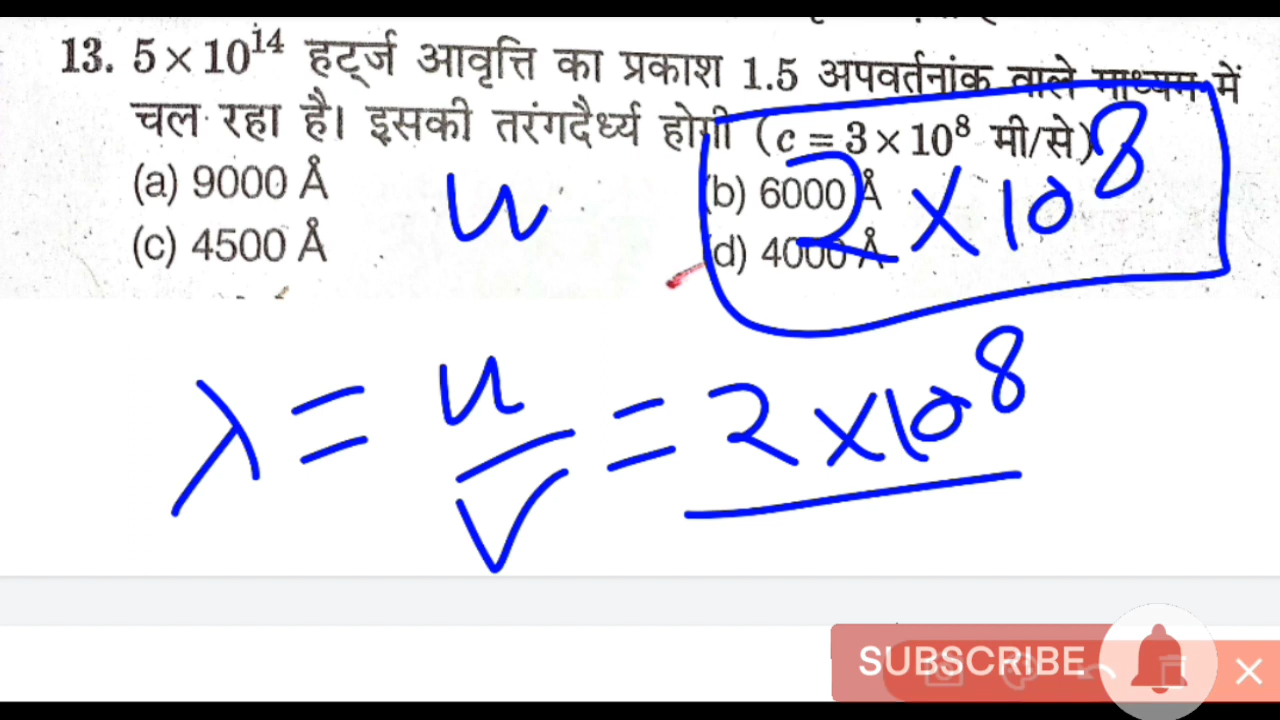 13. 5×10¹⁴ हर्ट्ज आवृत्ति का प्रकाश 1.5 अपवर्तनांक वाले माध्यम में
चल रहा है। इसकी तरंगदैर्ध्य होगी (c = 3×10⁸ मी/से)
(a) 9000 Å
(b) 6000 Å
(c) 4500 Å
(d) 4000 Å
u
2 × 10⁸
λ = u/v = 2 × 10⁸
SUBSCRIBE